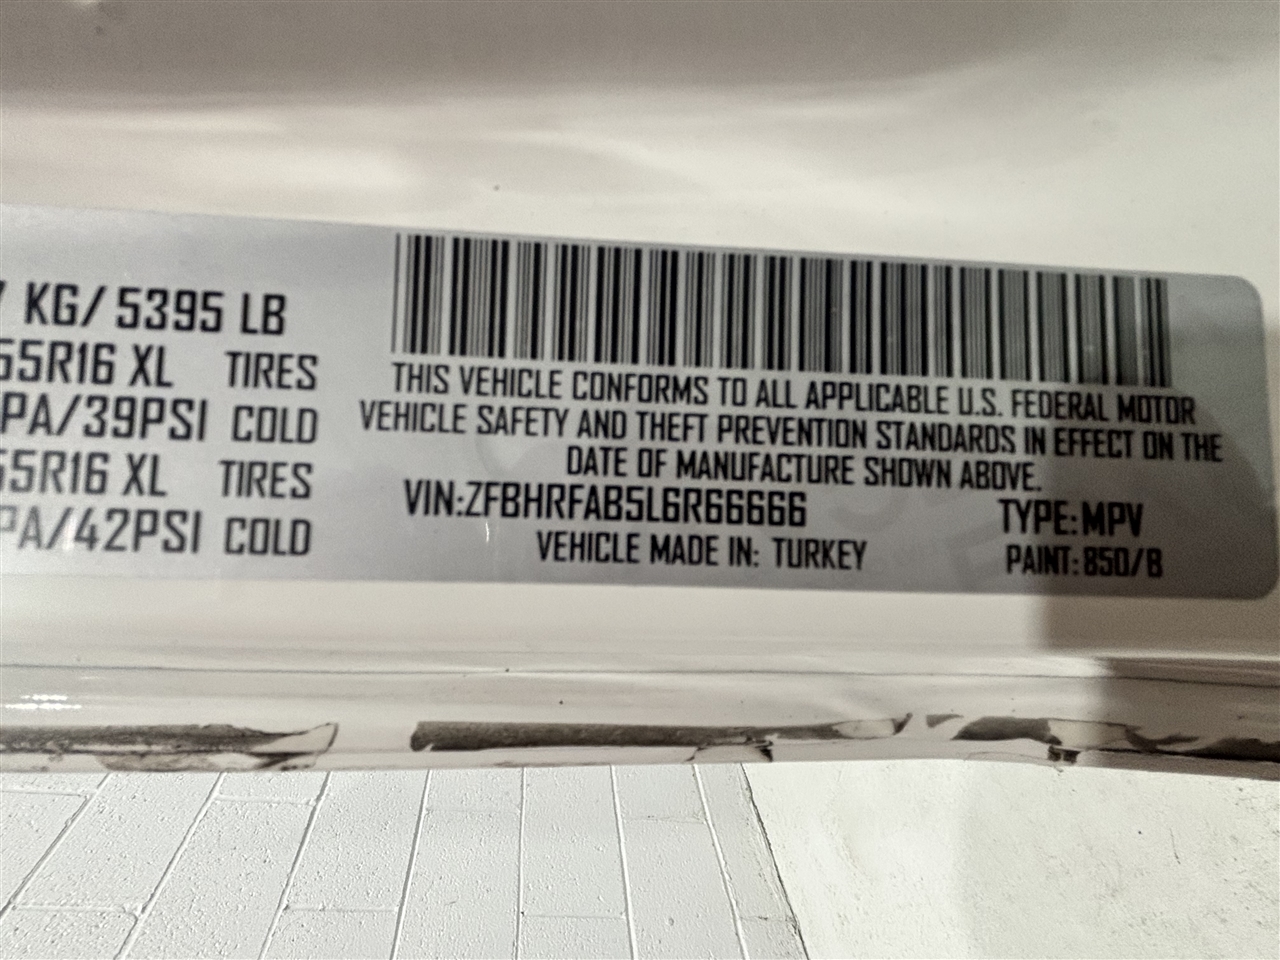 KG/ 5395 LB
55R16 XL TIRES
PA/39PSI COLD
55R16 XL TIRES
PA/42PSI COLD
THIS VEHICLE CONFORMS TO ALL APPLICABLE U.S. FEDERAL MOTOR
VEHICLE SAFETY AND THEFT PREVENTION STANDARDS IN EFFECT ON THE
DATE OF MANUFACTURE SHOWN ABOVE.
VIN:ZFBHRFAB5L6R66666 TYPE:MPV
VEHICLE MADE IN: TURKEY PAINT:850/B